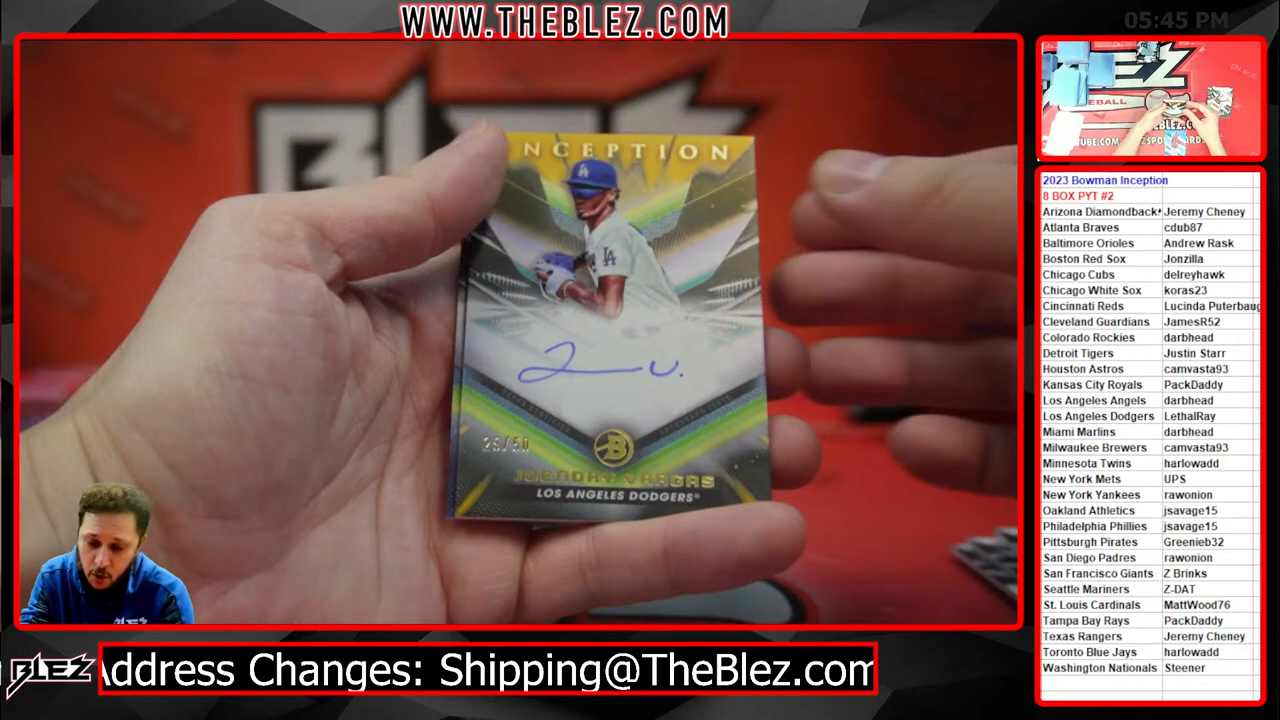 WWW.THEBLEZ.COM
05:45 PM
INCEPTION
25/50
JOENDRY VARGAS
LOS ANGELES DODGERS
BLEZ
Address Changes: Shipping@TheBlez.com
2023 Bowman Inception
8 BOX PYT #2
Arizona Diamondback Jeremy Cheney
Atlanta Braves cdub87
Baltimore Orioles Andrew Rask
Boston Red Sox Jonzilla
Chicago Cubs delreyhawk
Chicago White Sox koras23
Cincinnati Reds Lucinda Puterbaug
Cleveland Guardians JamesR52
Colorado Rockies darbhead
Detroit Tigers Justin Starr
Houston Astros camvasta93
Kansas City Royals PackDaddy
Los Angeles Angels darbhead
Los Angeles Dodgers LethalRay
Miami Marlins darbhead
Milwaukee Brewers camvasta93
Minnesota Twins harlowadd
New York Mets UPS
New York Yankees rawonion
Oakland Athletics jsavage15
Philadelphia Phillies jsavage15
Pittsburgh Pirates Greenieb32
San Diego Padres rawonion
San Francisco Giants Z Brinks
Seattle Mariners Z-DAT
St. Louis Cardinals MattWood76
Tampa Bay Rays PackDaddy
Texas Rangers Jeremy Cheney
Toronto Blue Jays harlowadd
Washington Nationals Steener